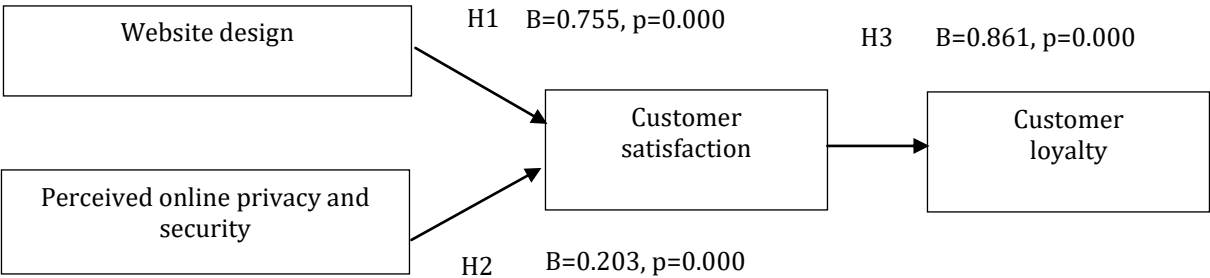 Website design
H1 B=0.755, p=0.000
H3 B=0.861, p=0.000
Customer
satisfaction
Customer
loyalty
Perceived online privacy and
security
H2 B=0.203, p=0.000